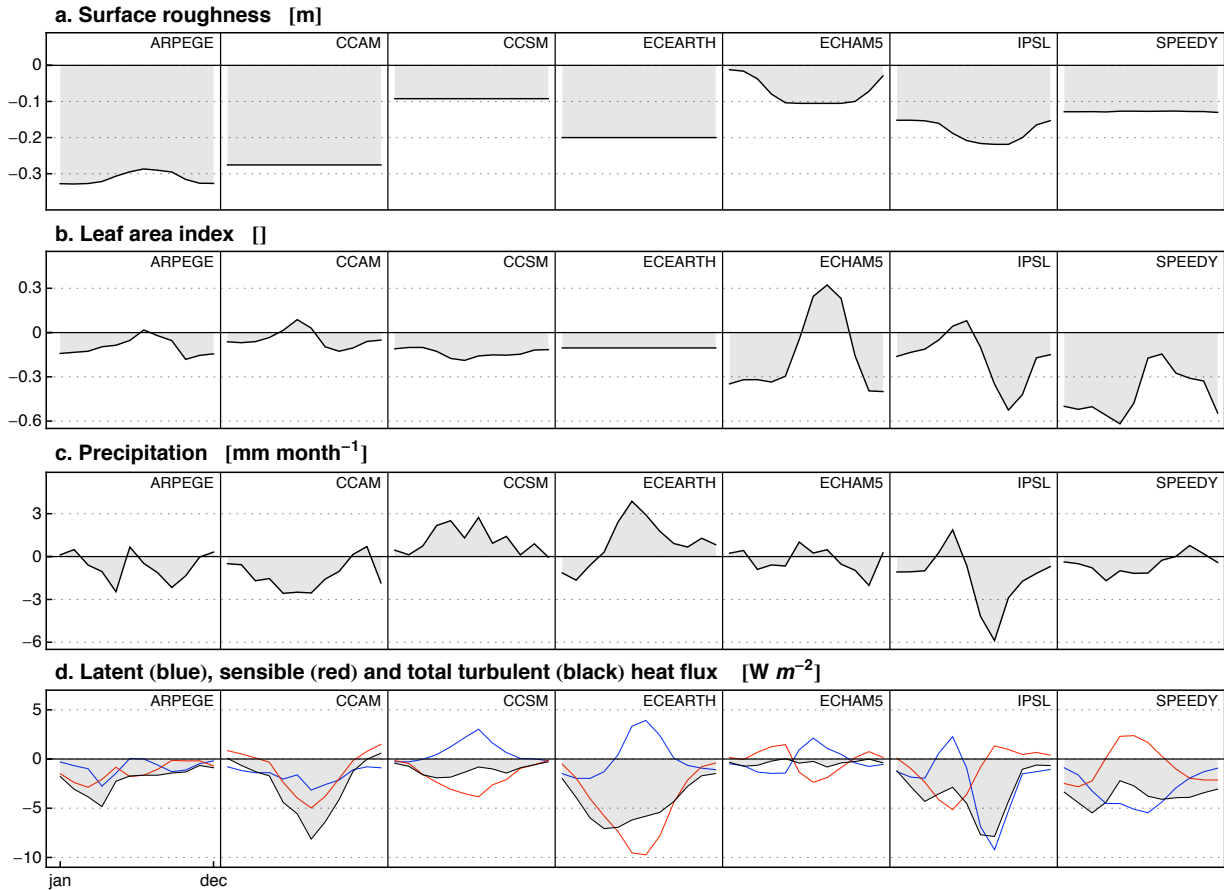 a. Surface roughness [m]
ARPEGE CCAM CCSM ECEARTH ECHAM5 IPSL SPEEDY
0
−0.1
−0.2
−0.3
b. Leaf area index []
ARPEGE CCAM CCSM ECEARTH ECHAM5 IPSL SPEEDY
0.3
0
−0.3
−0.6
c. Precipitation [mm month−1]
ARPEGE CCAM CCSM ECEARTH ECHAM5 IPSL SPEEDY
3
0
−3
−6
d. Latent (blue), sensible (red) and total turbulent (black) heat flux [W m−2]
ARPEGE CCAM CCSM ECEARTH ECHAM5 IPSL SPEEDY
5
0
−5
−10
jan dec